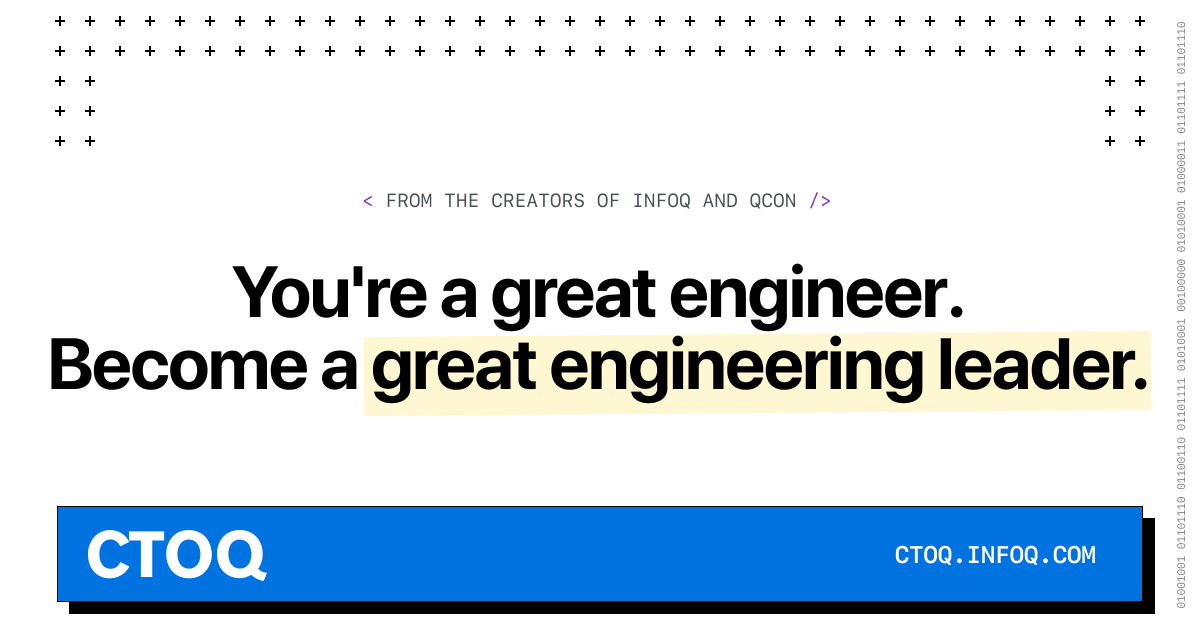 < FROM THE CREATORS OF INFOQ AND QCON />
You're a great engineer.
Become a great engineering leader.
CTOQ
CTOQ.INFOQ.COM
01001001 01101110 01100110 01101111 01010001 00100000 01010001 01000011 01101111 01101110